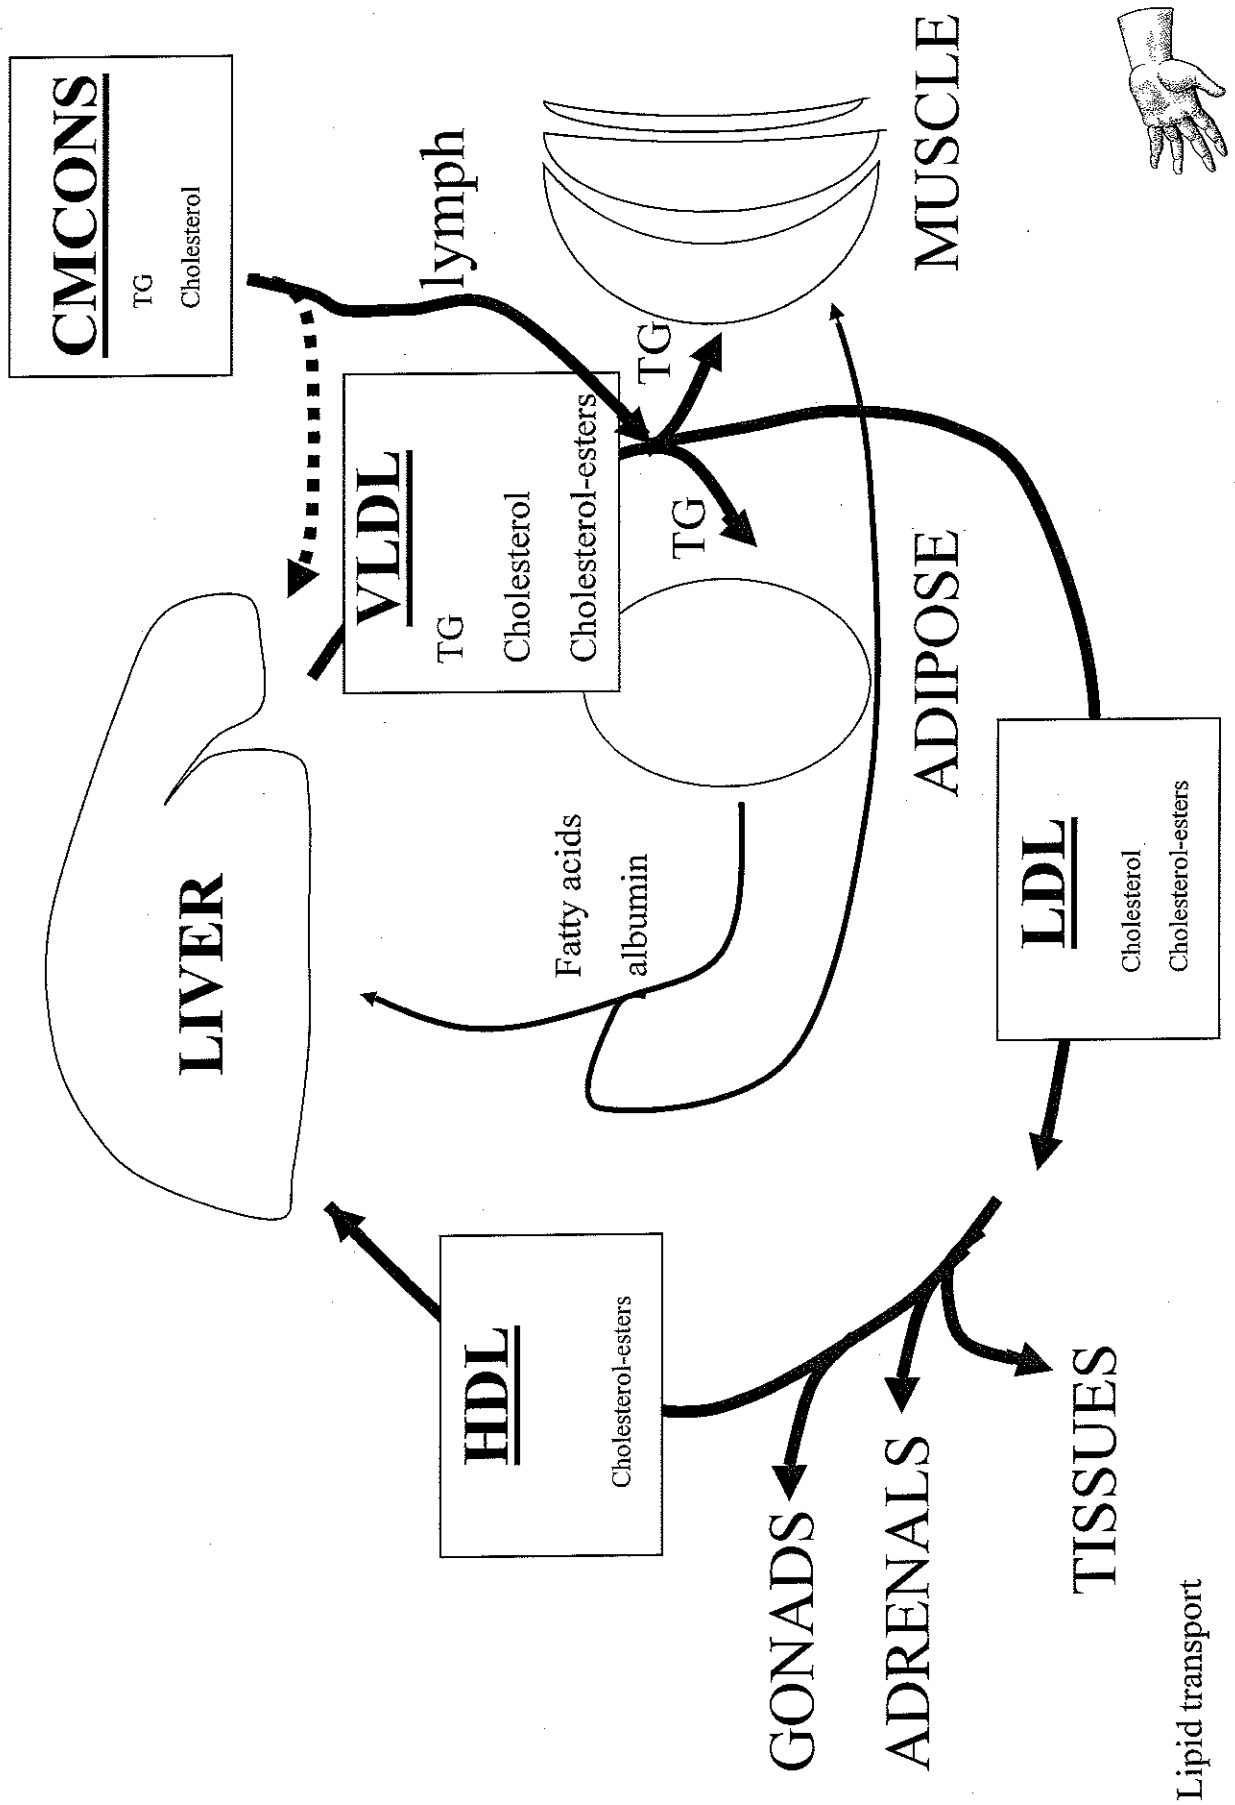 CMCONS
TG
Cholesterol
lymph
LIVER
VLDL
TG
Cholesterol
Cholesterol-esters
TG
TG
MUSCLE
Fatty acids
albumin
ADIPOSE
HDL
Cholesterol-esters
LDL
Cholesterol
Cholesterol-esters
GONADS
ADRENALS
TISSUES
Lipid transport